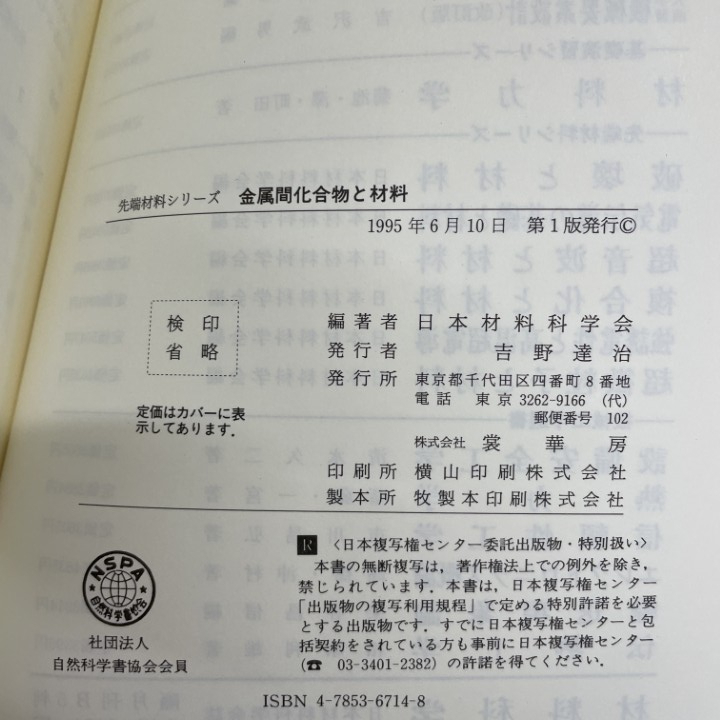 先端材料シリーズ 金属間化合物と材料
1995年6月10日 第1版発行©
検印
省略
定価はカバーに表
示してあります.
編著者 日本材料科学会
発行者 吉野達治
発行所 東京都千代田区四番町8番地
電話 東京 3262-9166 (代)
郵便番号 102
株式会社 裳華房
印刷所 横山印刷株式会社
製本所 牧製本印刷株式会社
NSPA
自然科学書協会
社団法人
自然科学書協会会員
R 〈日本複写権センター委託出版物・特別扱い〉
本書の無断複写は,著作権法上での例外を除き,
禁じられています.本書は,日本複写権センター
「出版物の複写利用規程」で定める特別許諾を必要
とする出版物です.すでに日本複写権センターと包
括契約をされている方も事前に日本複写権センター
(☎ 03-3401-2382)の許諾を得てください.
ISBN 4-7853-6714-8